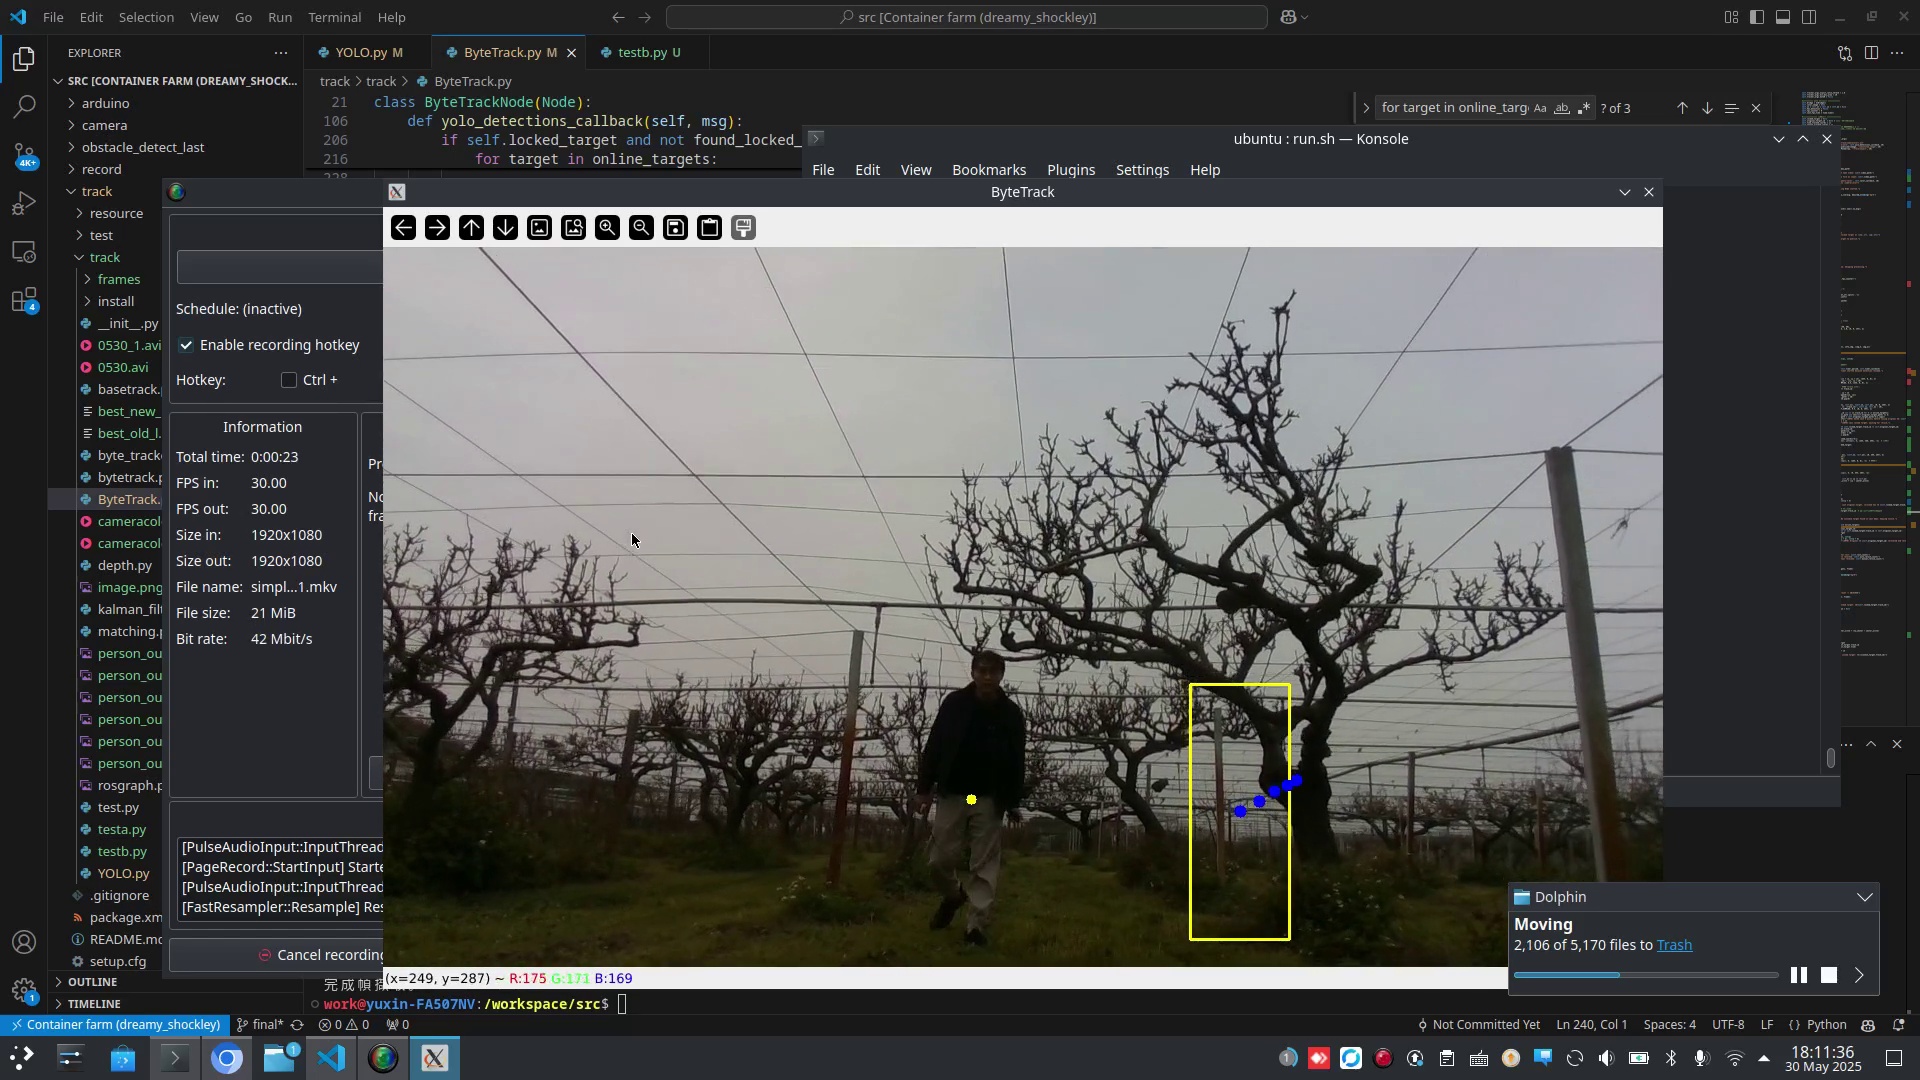 File Edit Selection View Go Run Terminal Help
src [Container farm (dreamy_shockley)]
EXPLORER
YOLO.py M
ByteTrack.py M
testb.py U
SRC [CONTAINER FARM (DREAMY_SHOCK...
track > track > ByteTrack.py
arduino
camera
obstacle_detect_last
record
track
resource
test
track
frames
install
__init__.py
0530_1.avi
0530.avi
basetrack.
best_new_
best_old_l.
byte_track
bytetrack.p
ByteTrack.
cameracol
cameracol
depth.py
image.png
kalman_filt
matching.p
person_ou
person_ou
person_ou
person_ou
person_ou
person_ou
rosgraph.p
test.py
testa.py
testb.py
YOLO.py
.gitignore
package.xm
README.md
setup.cfg
OUTLINE
TIMELINE
4K+
4
1
21 class ByteTrackNode(Node):
106 def yolo_detections_callback(self, msg):
206 if self.locked_target and not found_locked_
216 for target in online_targets:
for target in online_targ
Aa ab .*
? of 3
ubuntu : run.sh — Konsole
File Edit View Bookmarks Plugins Settings Help
ByteTrack
Schedule: (inactive)
Enable recording hotkey
Hotkey: Ctrl +
Information
Total time: 0:00:23
FPS in: 30.00
FPS out: 30.00
Size in: 1920x1080
Size out: 1920x1080
File name: simpl...1.mkv
File size: 21 MiB
Bit rate: 42 Mbit/s
Pr
No
fra
[PulseAudioInput::InputThread
[PageRecord::StartInput] Starte
[PulseAudioInput::InputThread
[FastResampler::Resample] Res
Cancel recording
(x=249, y=287) ~ R:175 G:171 B:169
work@yuxin-FA507NV:/workspace/src$
Dolphin
Moving
2,106 of 5,170 files to Trash
Container farm (dreamy_shockley)
final*
0 0
0
Not Committed Yet
Ln 240, Col 1
Spaces: 4
UTF-8
LF
{} Python
1
1
18:11:36
30 May 2025